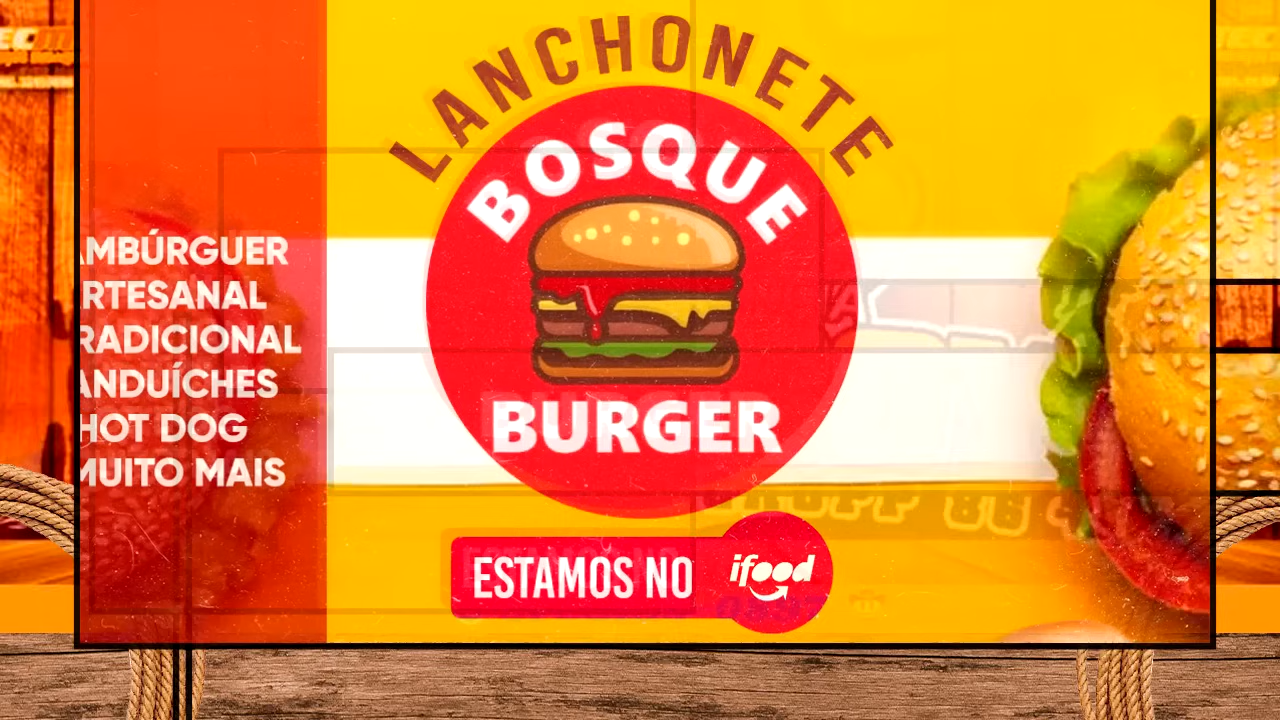 LANCHONETE
BOSQUE
BURGER
AMBÚRGUER
RTESANAL
RADICIONAL
ANDUÍCHES
HOT DOG
MUITO MAIS
ESTAMOS NO ifood